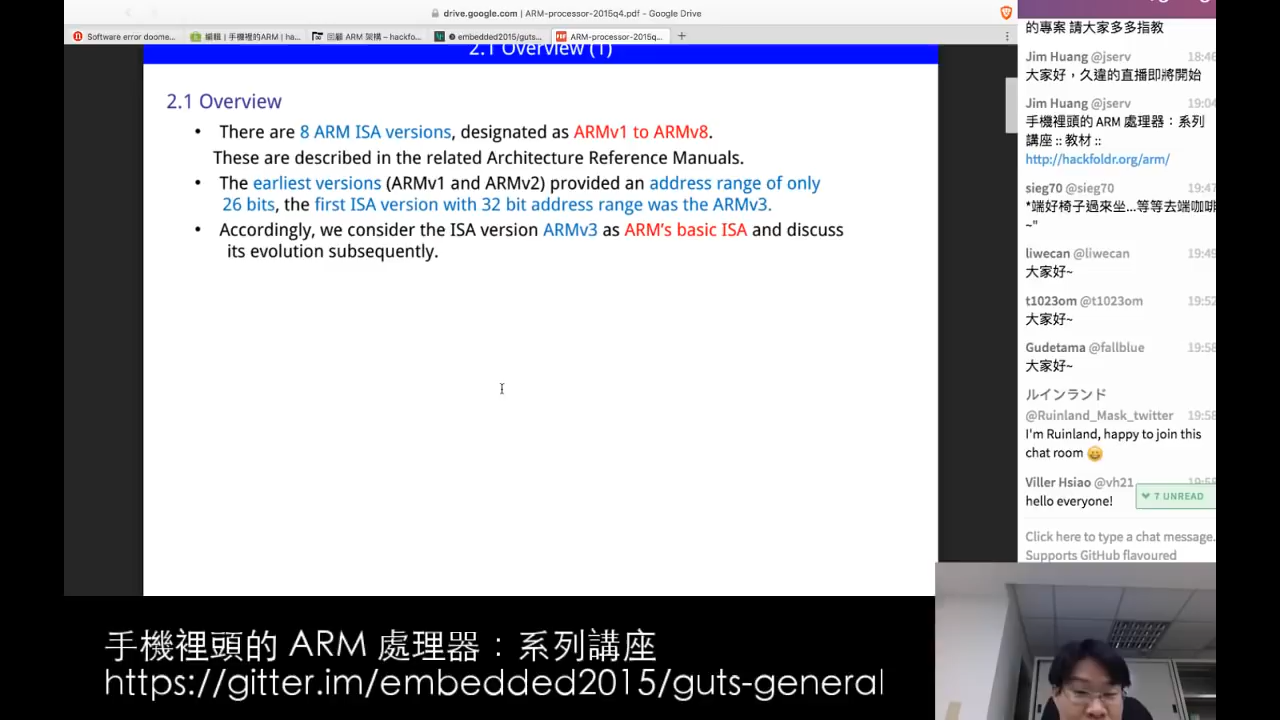 drive.google.com | ARM-processor-2015q4.pdf - Google Drive
Software error doome...
編輯 | 手機裡的ARM | ha...
回顧 ARM 架構 ~ hackfo...
embedded2015/guts...
ARM-processor-2015q...
2.1 Overview (1)
2.1 Overview
• There are 8 ARM ISA versions, designated as ARMv1 to ARMv8.
These are described in the related Architecture Reference Manuals.
• The earliest versions (ARMv1 and ARMv2) provided an address range of only
26 bits, the first ISA version with 32 bit address range was the ARMv3.
• Accordingly, we consider the ISA version ARMv3 as ARM's basic ISA and discuss
its evolution subsequently.
的專案 請大家多多指教
Jim Huang @jserv 18:46
大家好，久違的直播即將開始
Jim Huang @jserv 19:04
手機裡頭的 ARM 處理器：系列
講座 :: 教材 ::
http://hackfoldr.org/arm/
sieg70 @sieg70 19:47
*端好椅子過來坐...等等去端咖啡
~"
liwecan @liwecan 19:49
大家好~
t1023om @t1023om 19:52
大家好~
Gudetama @fallblue 19:58
大家好~
ルインランド
@Ruinland_Mask_twitter 19:58
I'm Ruinland, happy to join this
chat room
Viller Hsiao @vh21
hello everyone!
7 UNREAD
Click here to type a chat message.
Supports GitHub flavoured
手機裡頭的 ARM 處理器：系列講座
https://gitter.im/embedded2015/guts-general